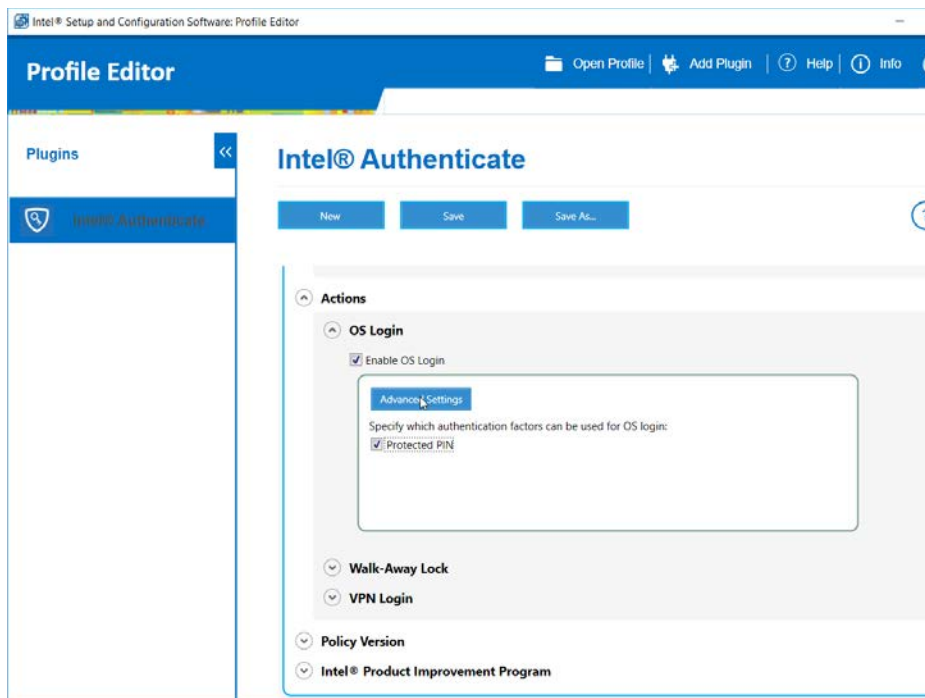 Intel® Setup and Configuration Software: Profile Editor
Profile Editor
Open Profile
Add Plugin
Help
Info
Plugins
Intel® Authenticate
Intel® Authenticate
New
Save
Save As...
Actions
OS Login
Enable OS Login
Advanced Settings
Specify which authentication factors can be used for OS login:
Protected PIN
Walk-Away Lock
VPN Login
Policy Version
Intel® Product Improvement Program